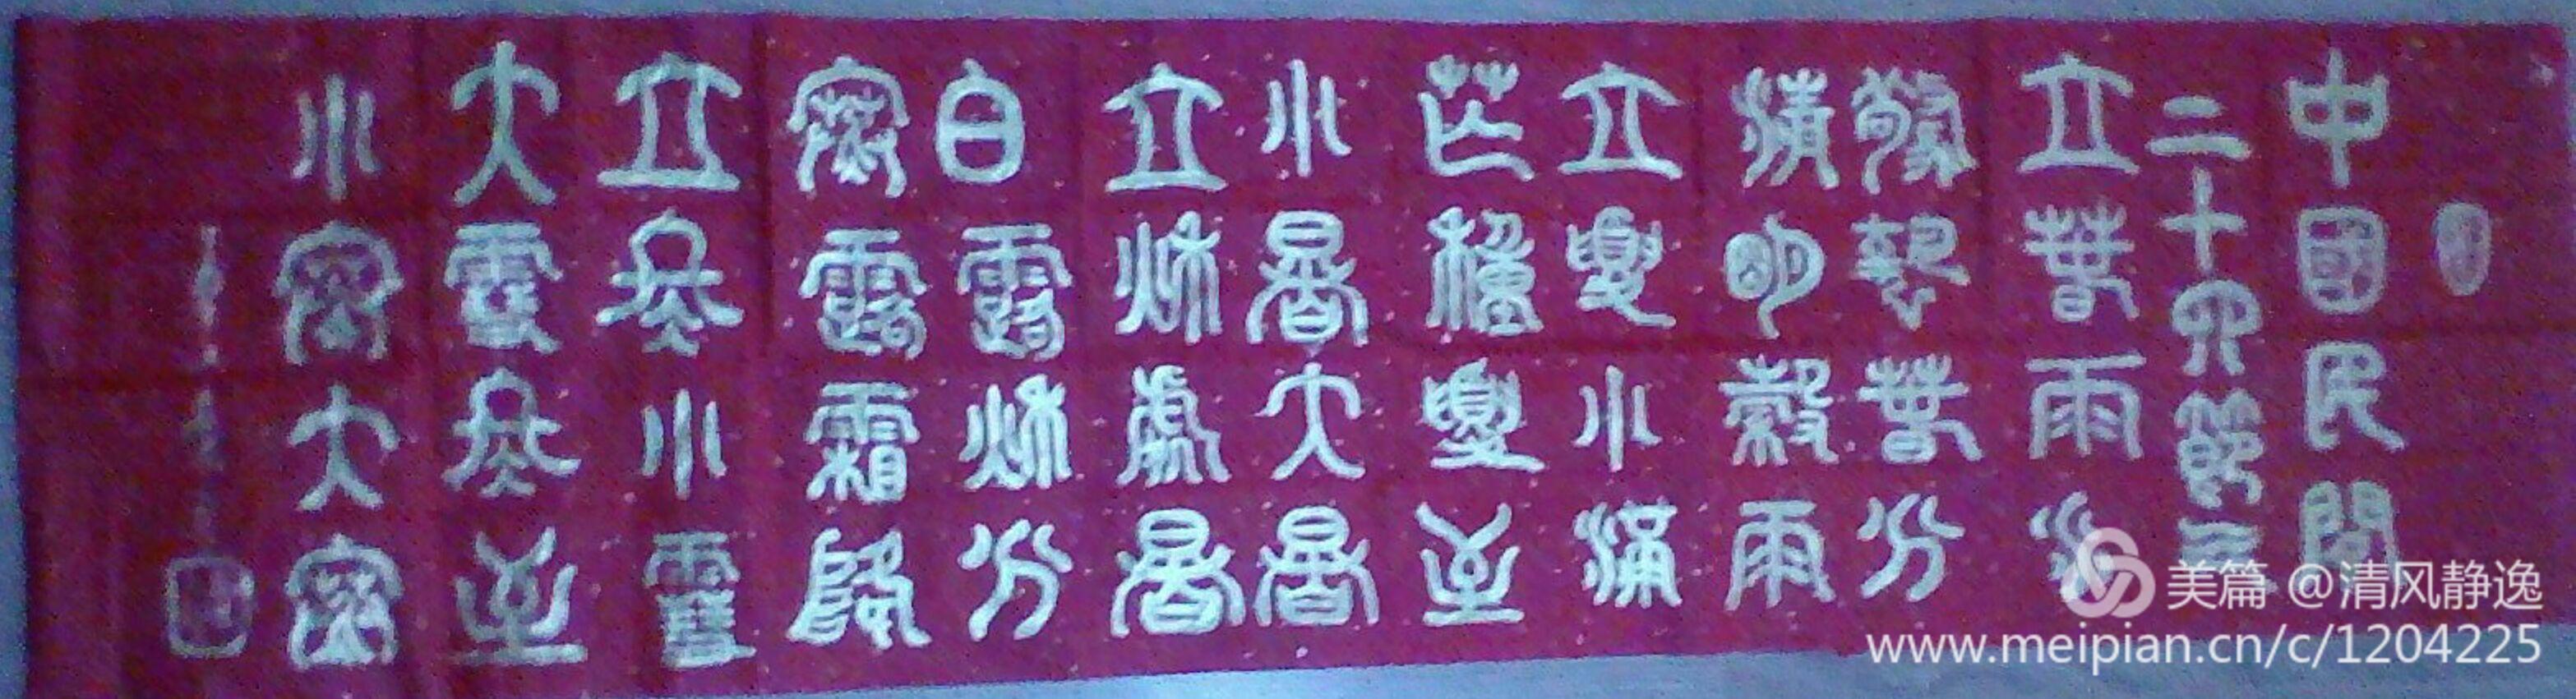 中國民間
二十四節气
立春雨水
驚蟄春分
清明穀雨
立夏小滿
芒種夏至
小暑大暑
立秋處暑
白露秋分
寒露霜降
立冬小雪
大雪冬至
小寒大寒
美篇 @清风静逸
www.meipian.cn/c/1204225